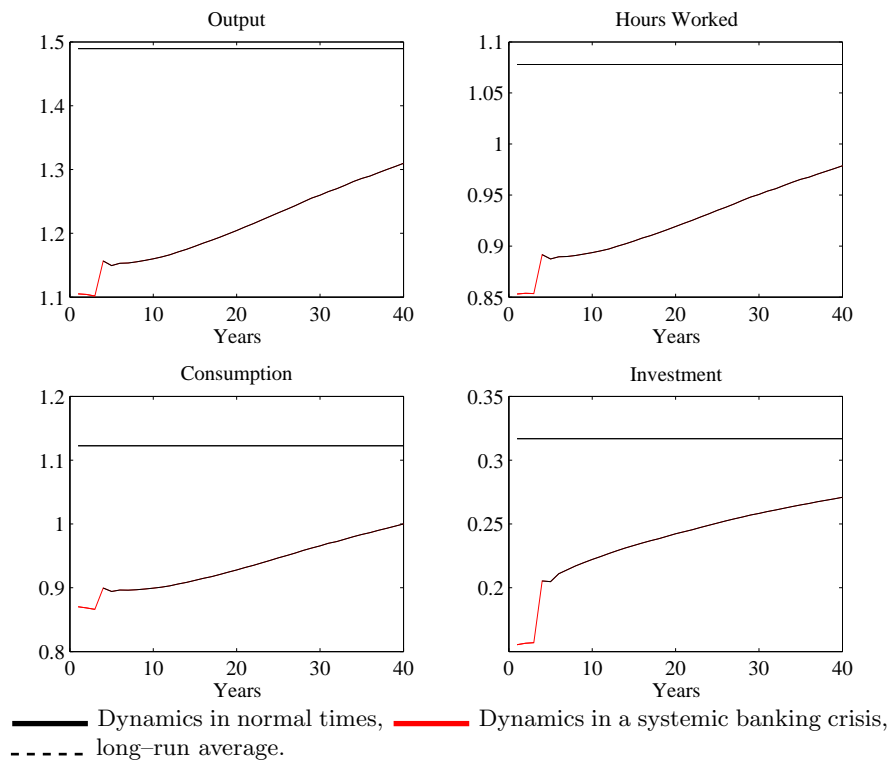 Output
1.5
1.4
1.3
1.2
1.1
0 10 20 30 40
Years
Hours Worked
1.1
1.05
1
0.95
0.9
0.85
0 10 20 30 40
Years
Consumption
1.2
1.1
1
0.9
0.8
0 10 20 30 40
Years
Investment
0.35
0.3
0.25
0.2
0 10 20 30 40
Years
Dynamics in normal times, Dynamics in a systemic banking crisis,
long–run average.